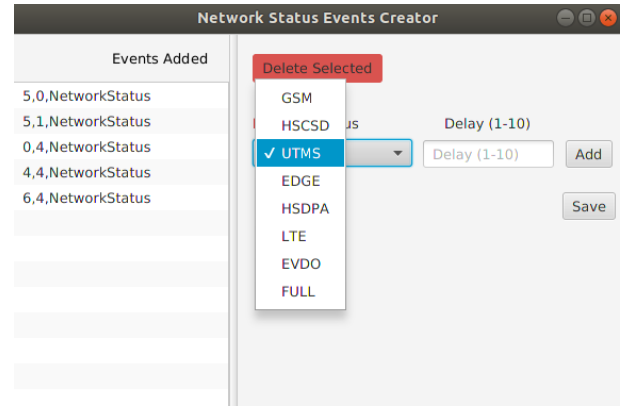 Network Status Events Creator
Events Added
5,0,NetworkStatus
5,1,NetworkStatus
0,4,NetworkStatus
4,4,NetworkStatus
6,4,NetworkStatus
Delete Selected
us Delay (1-10)
GSM
HSCSD
✓ UTMS
EDGE
HSDPA
LTE
EVDO
FULL
Delay (1-10) Add
Save